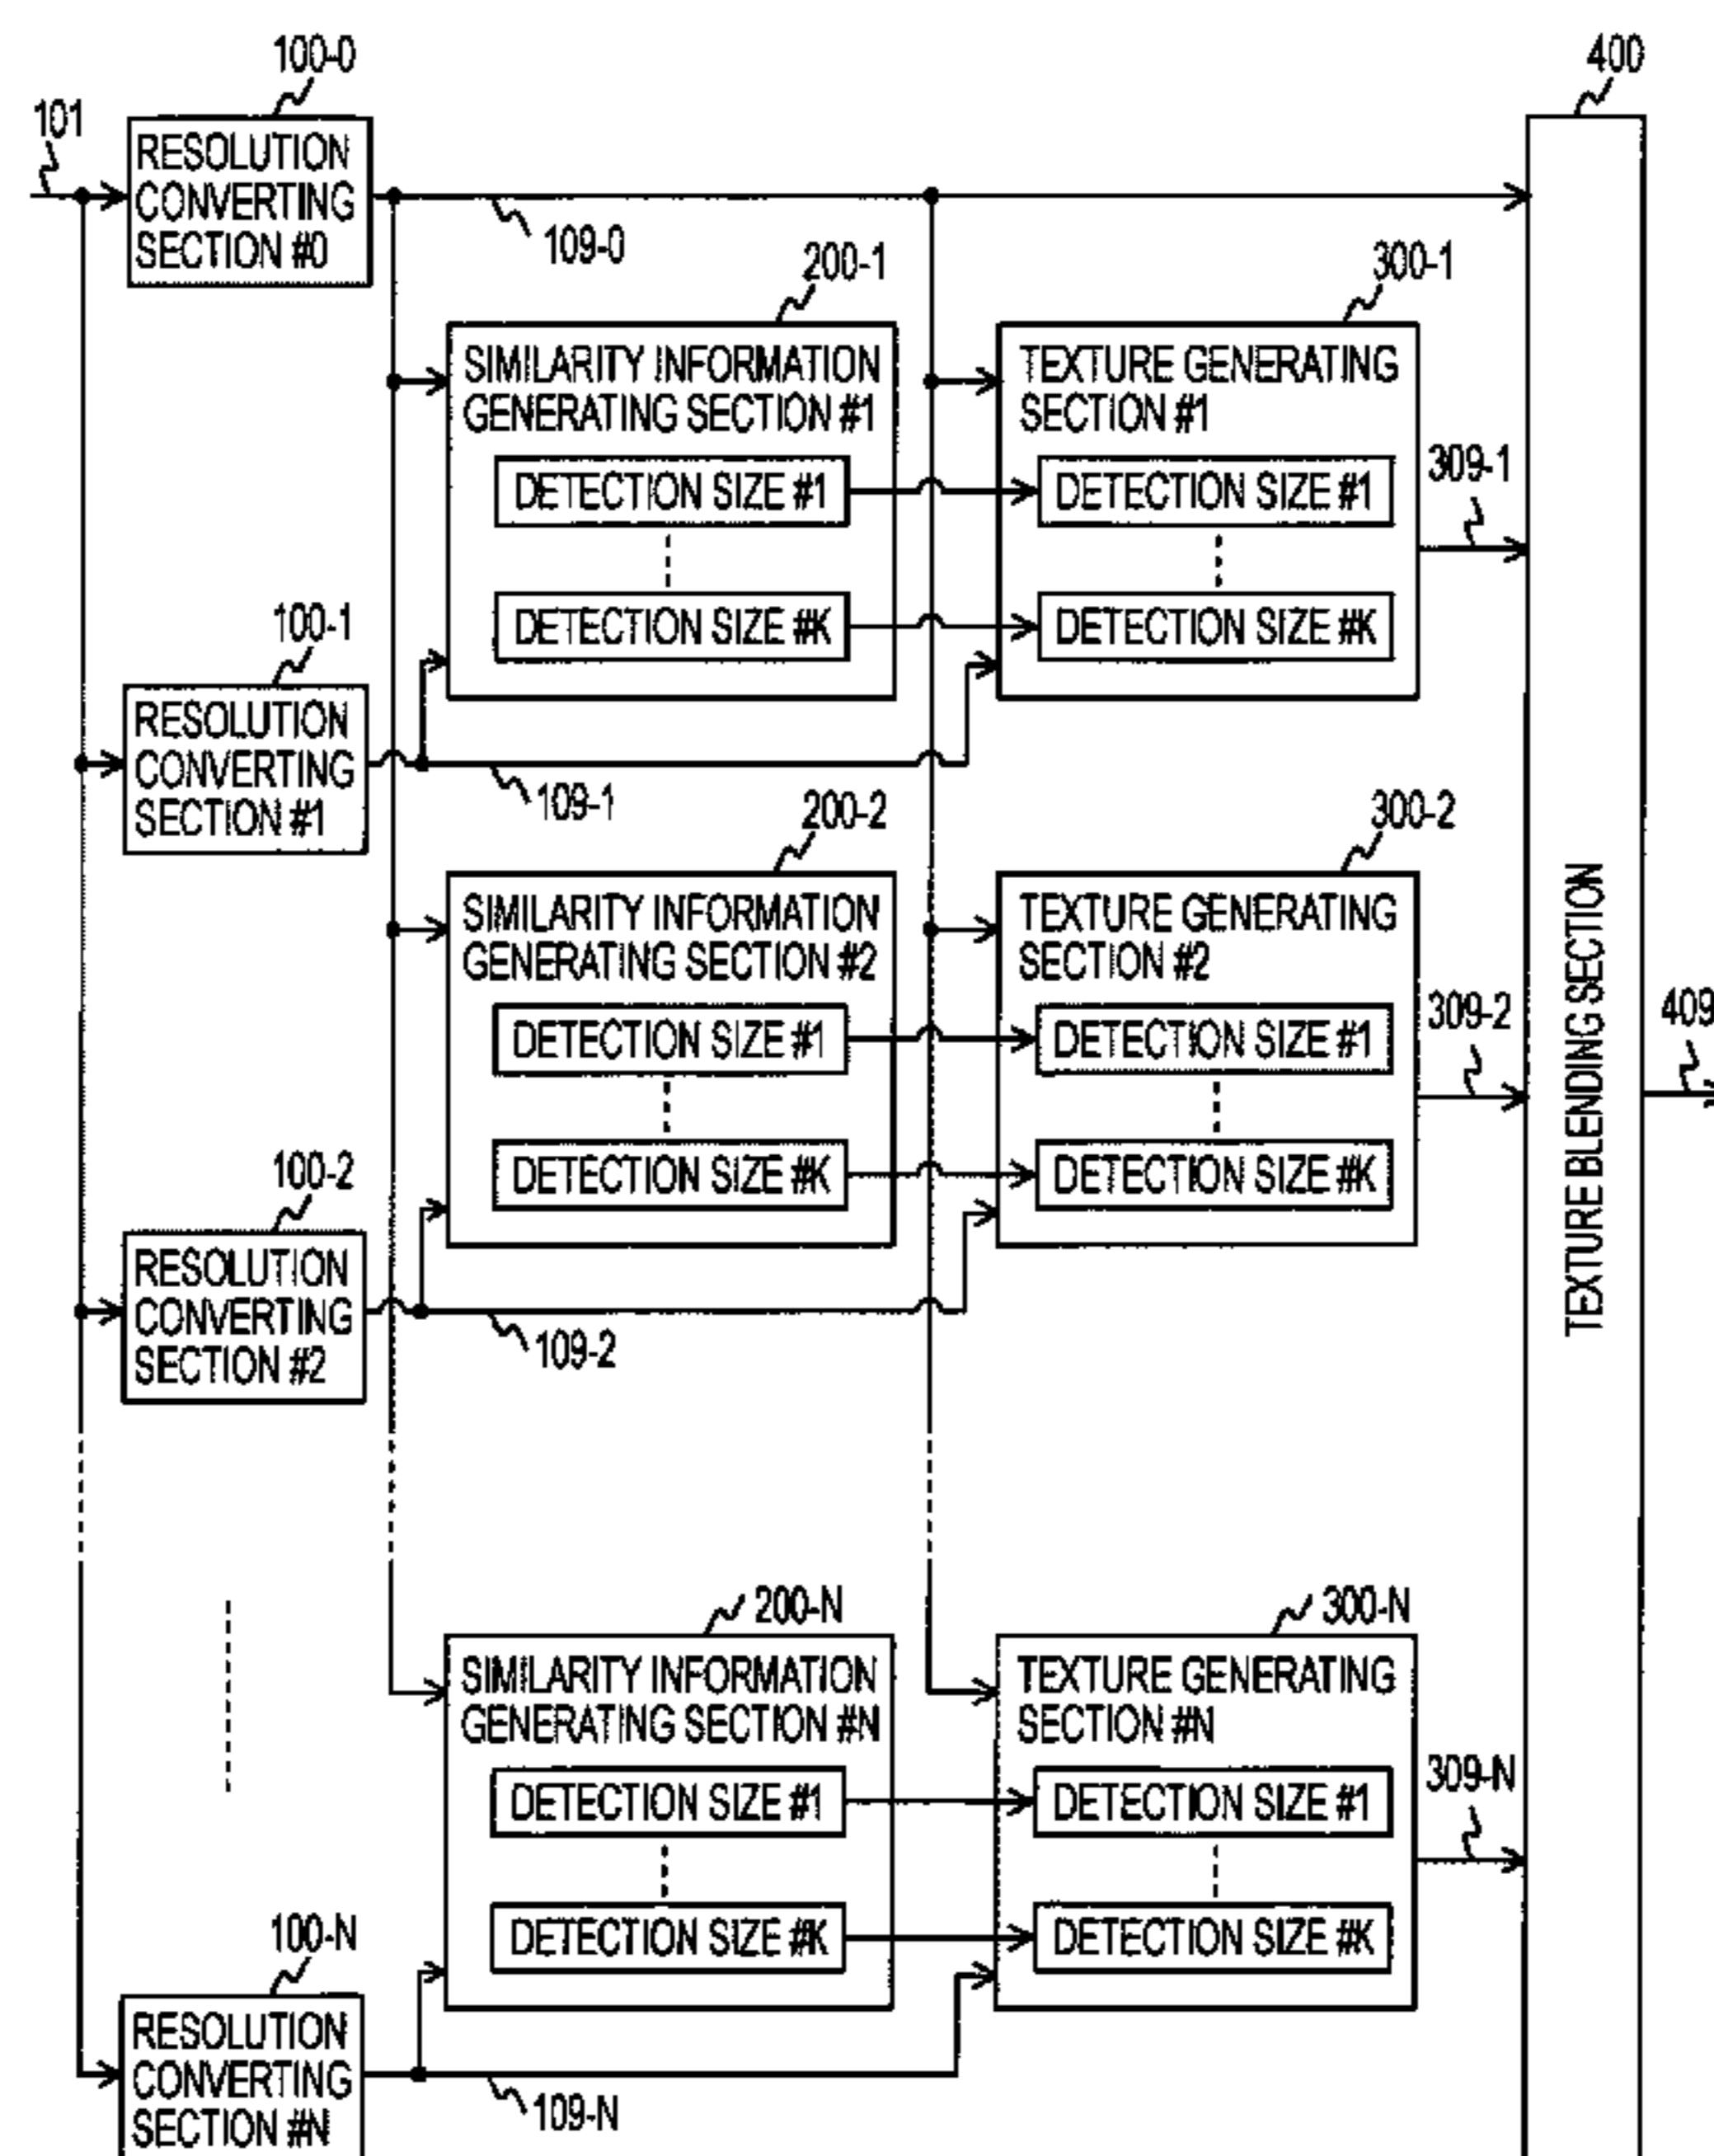 100-0
400
101
RESOLUTION
CONVERTING
SECTION #0
109-0
200-1
300-1
SIMILARITY INFORMATION
GENERATING SECTION #1
TEXTURE GENERATING
SECTION #1
DETECTION SIZE #1
DETECTION SIZE #1
309-1
DETECTION SIZE #K
DETECTION SIZE #K
100-1
RESOLUTION
CONVERTING
SECTION #1
109-1
200-2
300-2
SIMILARITY INFORMATION
GENERATING SECTION #2
TEXTURE GENERATING
SECTION #2
DETECTION SIZE #1
DETECTION SIZE #1
309-2
409
TEXTURE BLENDING SECTION
DETECTION SIZE #K
DETECTION SIZE #K
100-2
RESOLUTION
CONVERTING
SECTION #2
109-2
200-N
300-N
SIMILARITY INFORMATION
GENERATING SECTION #N
TEXTURE GENERATING
SECTION #N
DETECTION SIZE #1
DETECTION SIZE #1
309-N
DETECTION SIZE #K
DETECTION SIZE #K
100-N
RESOLUTION
CONVERTING
SECTION #N
109-N